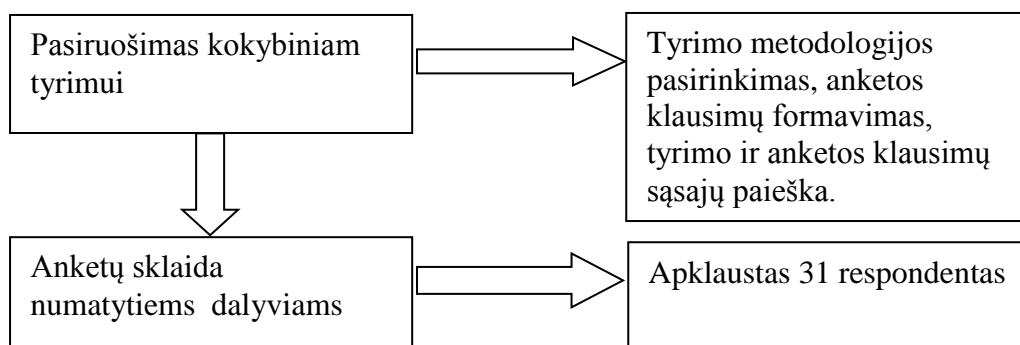 Pasiruošimas kokybiniam
tyrimui
Tyrimo metodologijos
pasirinkimas, anketos
klausimų formavimas,
tyrimo ir anketos klausimų
sąsajų paieška.
Anketų sklaida
numatytiems dalyviams
Apklaustas 31 respondentas